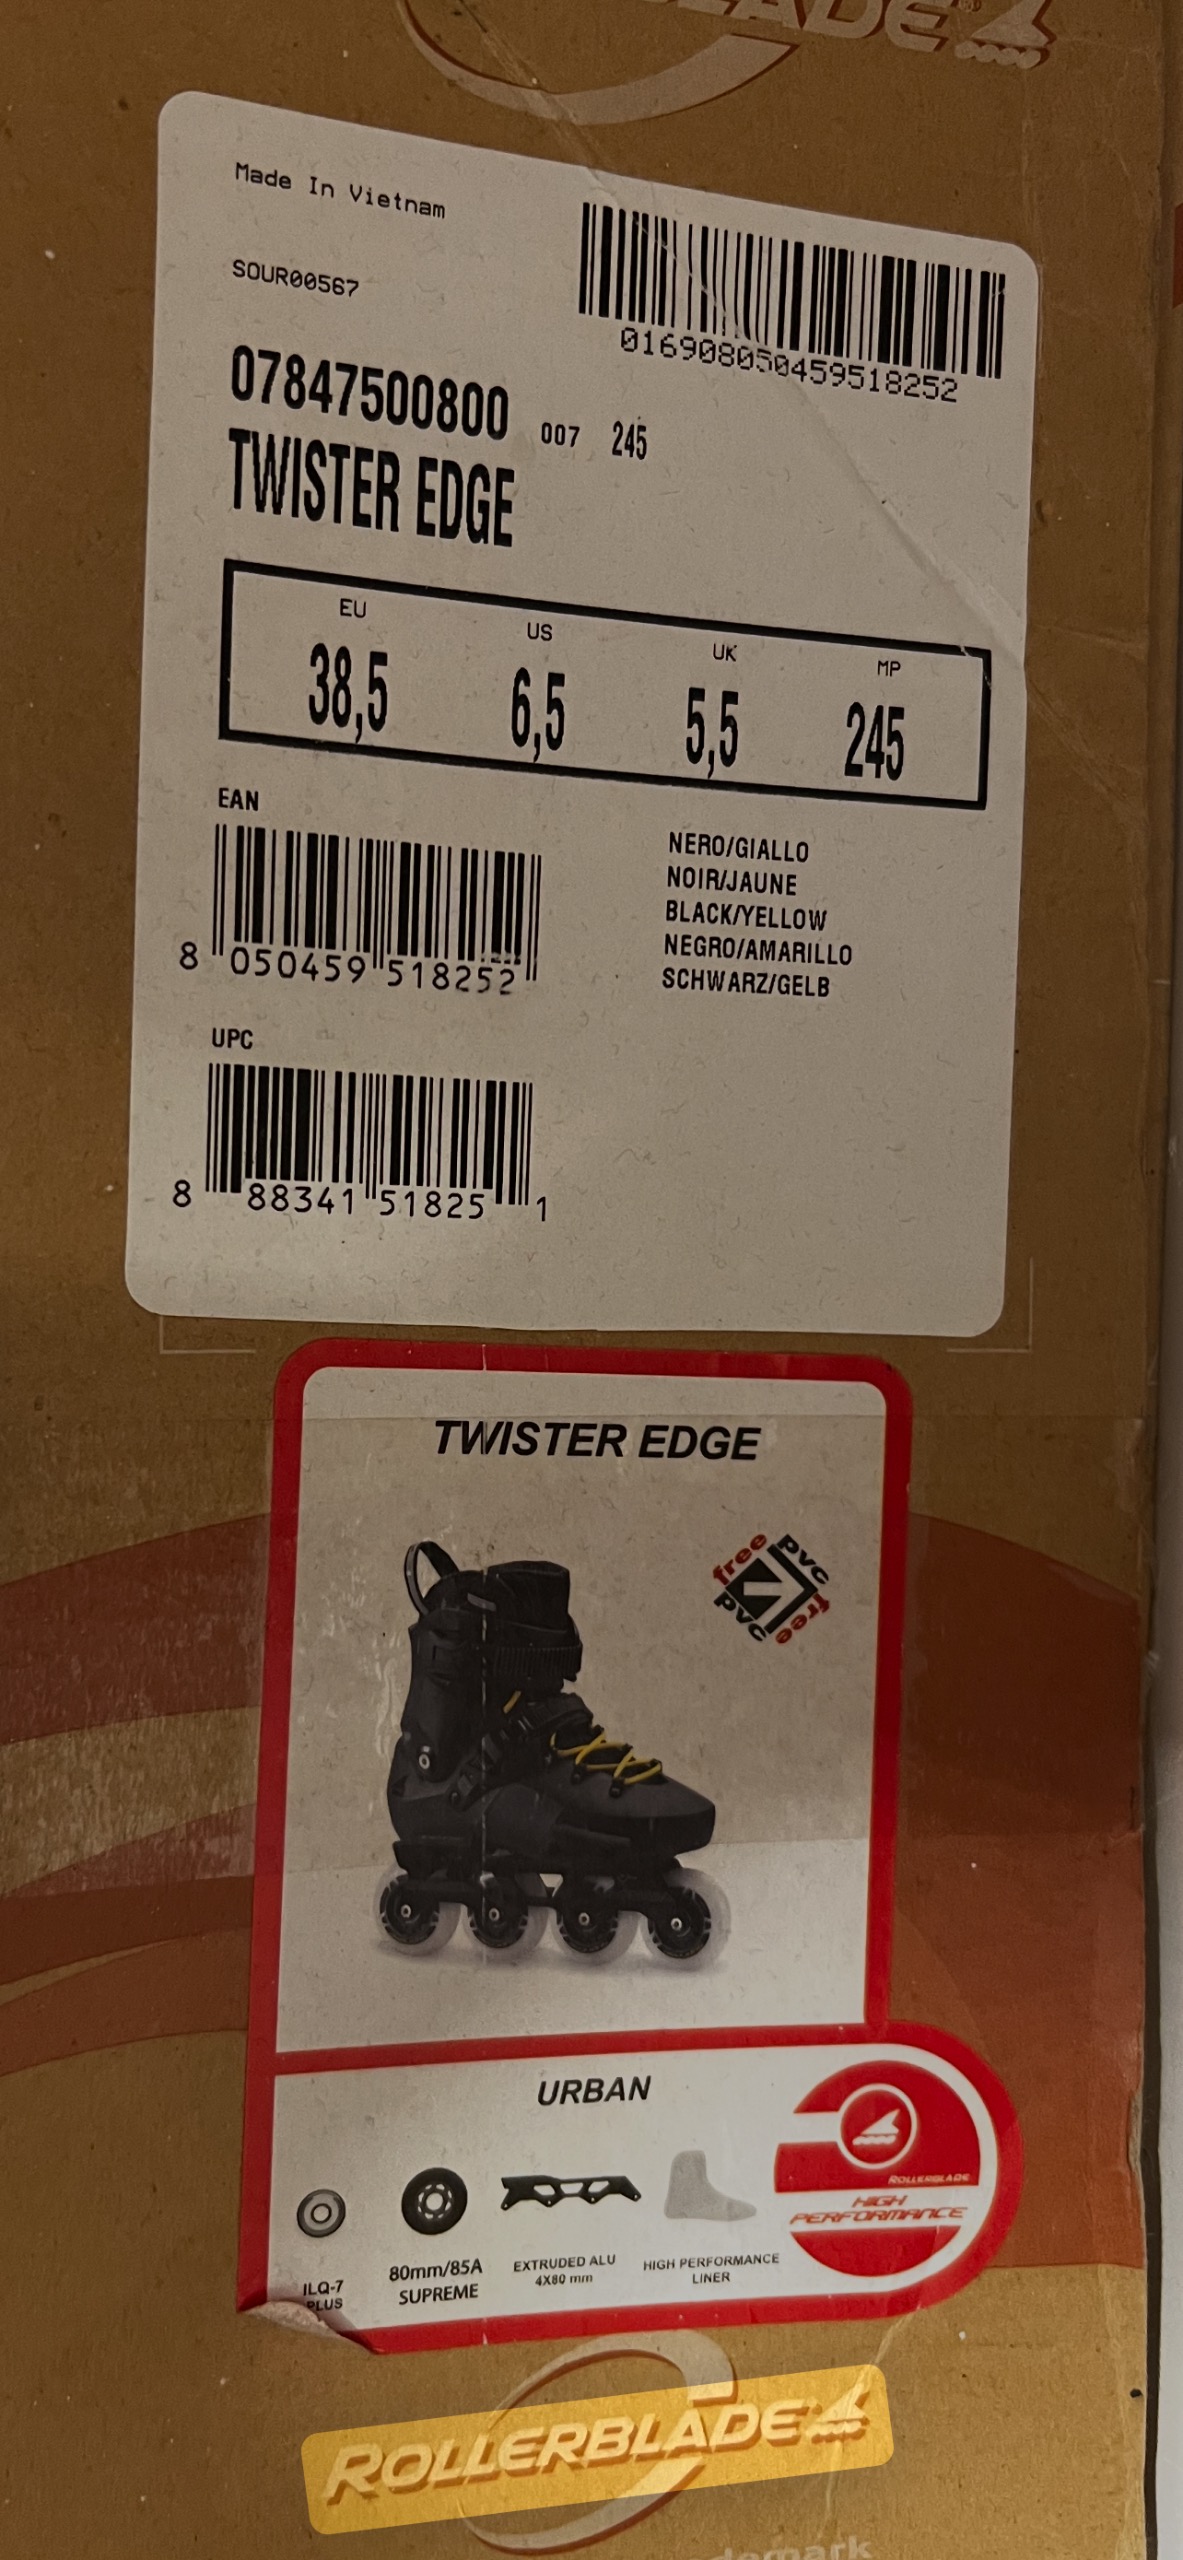 Made In Vietnam
SOUR00567
016908050459518252
07847500800 007 245
TWISTER EDGE
EU US UK MP
38,5 6,5 5,5 245
EAN
8 050459 518252
NERO/GIALLO
NOIR/JAUNE
BLACK/YELLOW
NEGRO/AMARILLO
SCHWARZ/GELB
UPC
8 88341 51825 1
TWISTER EDGE
free pvc
pvc free
URBAN
ROLLERBLADE
HIGH
PERFORMANCE
ILQ-7
PLUS
80mm/85A
SUPREME
EXTRUDED ALU
4X80 mm
HIGH PERFORMANCE
LINER
ROLLERBLADE